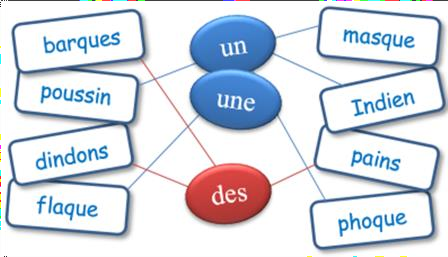 barques
poussin
dindons
flaque
un
une
des
masque
Indien
pains
phoque